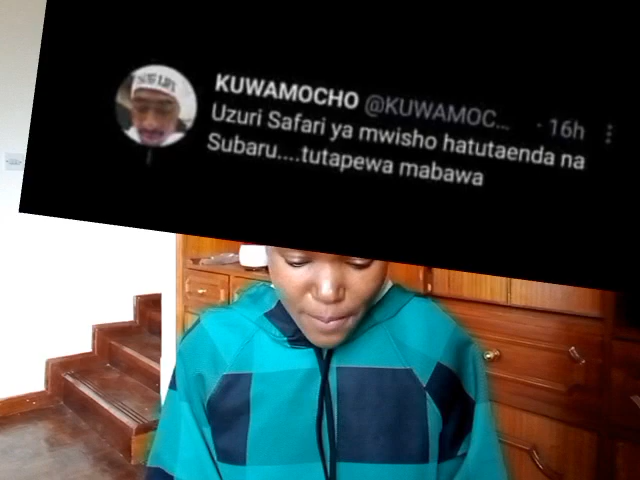 KUWAMOCHO @KUWAMOC... · 16h
Uzuri Safari ya mwisho hatutaenda na
Subaru....tutapewa mabawa